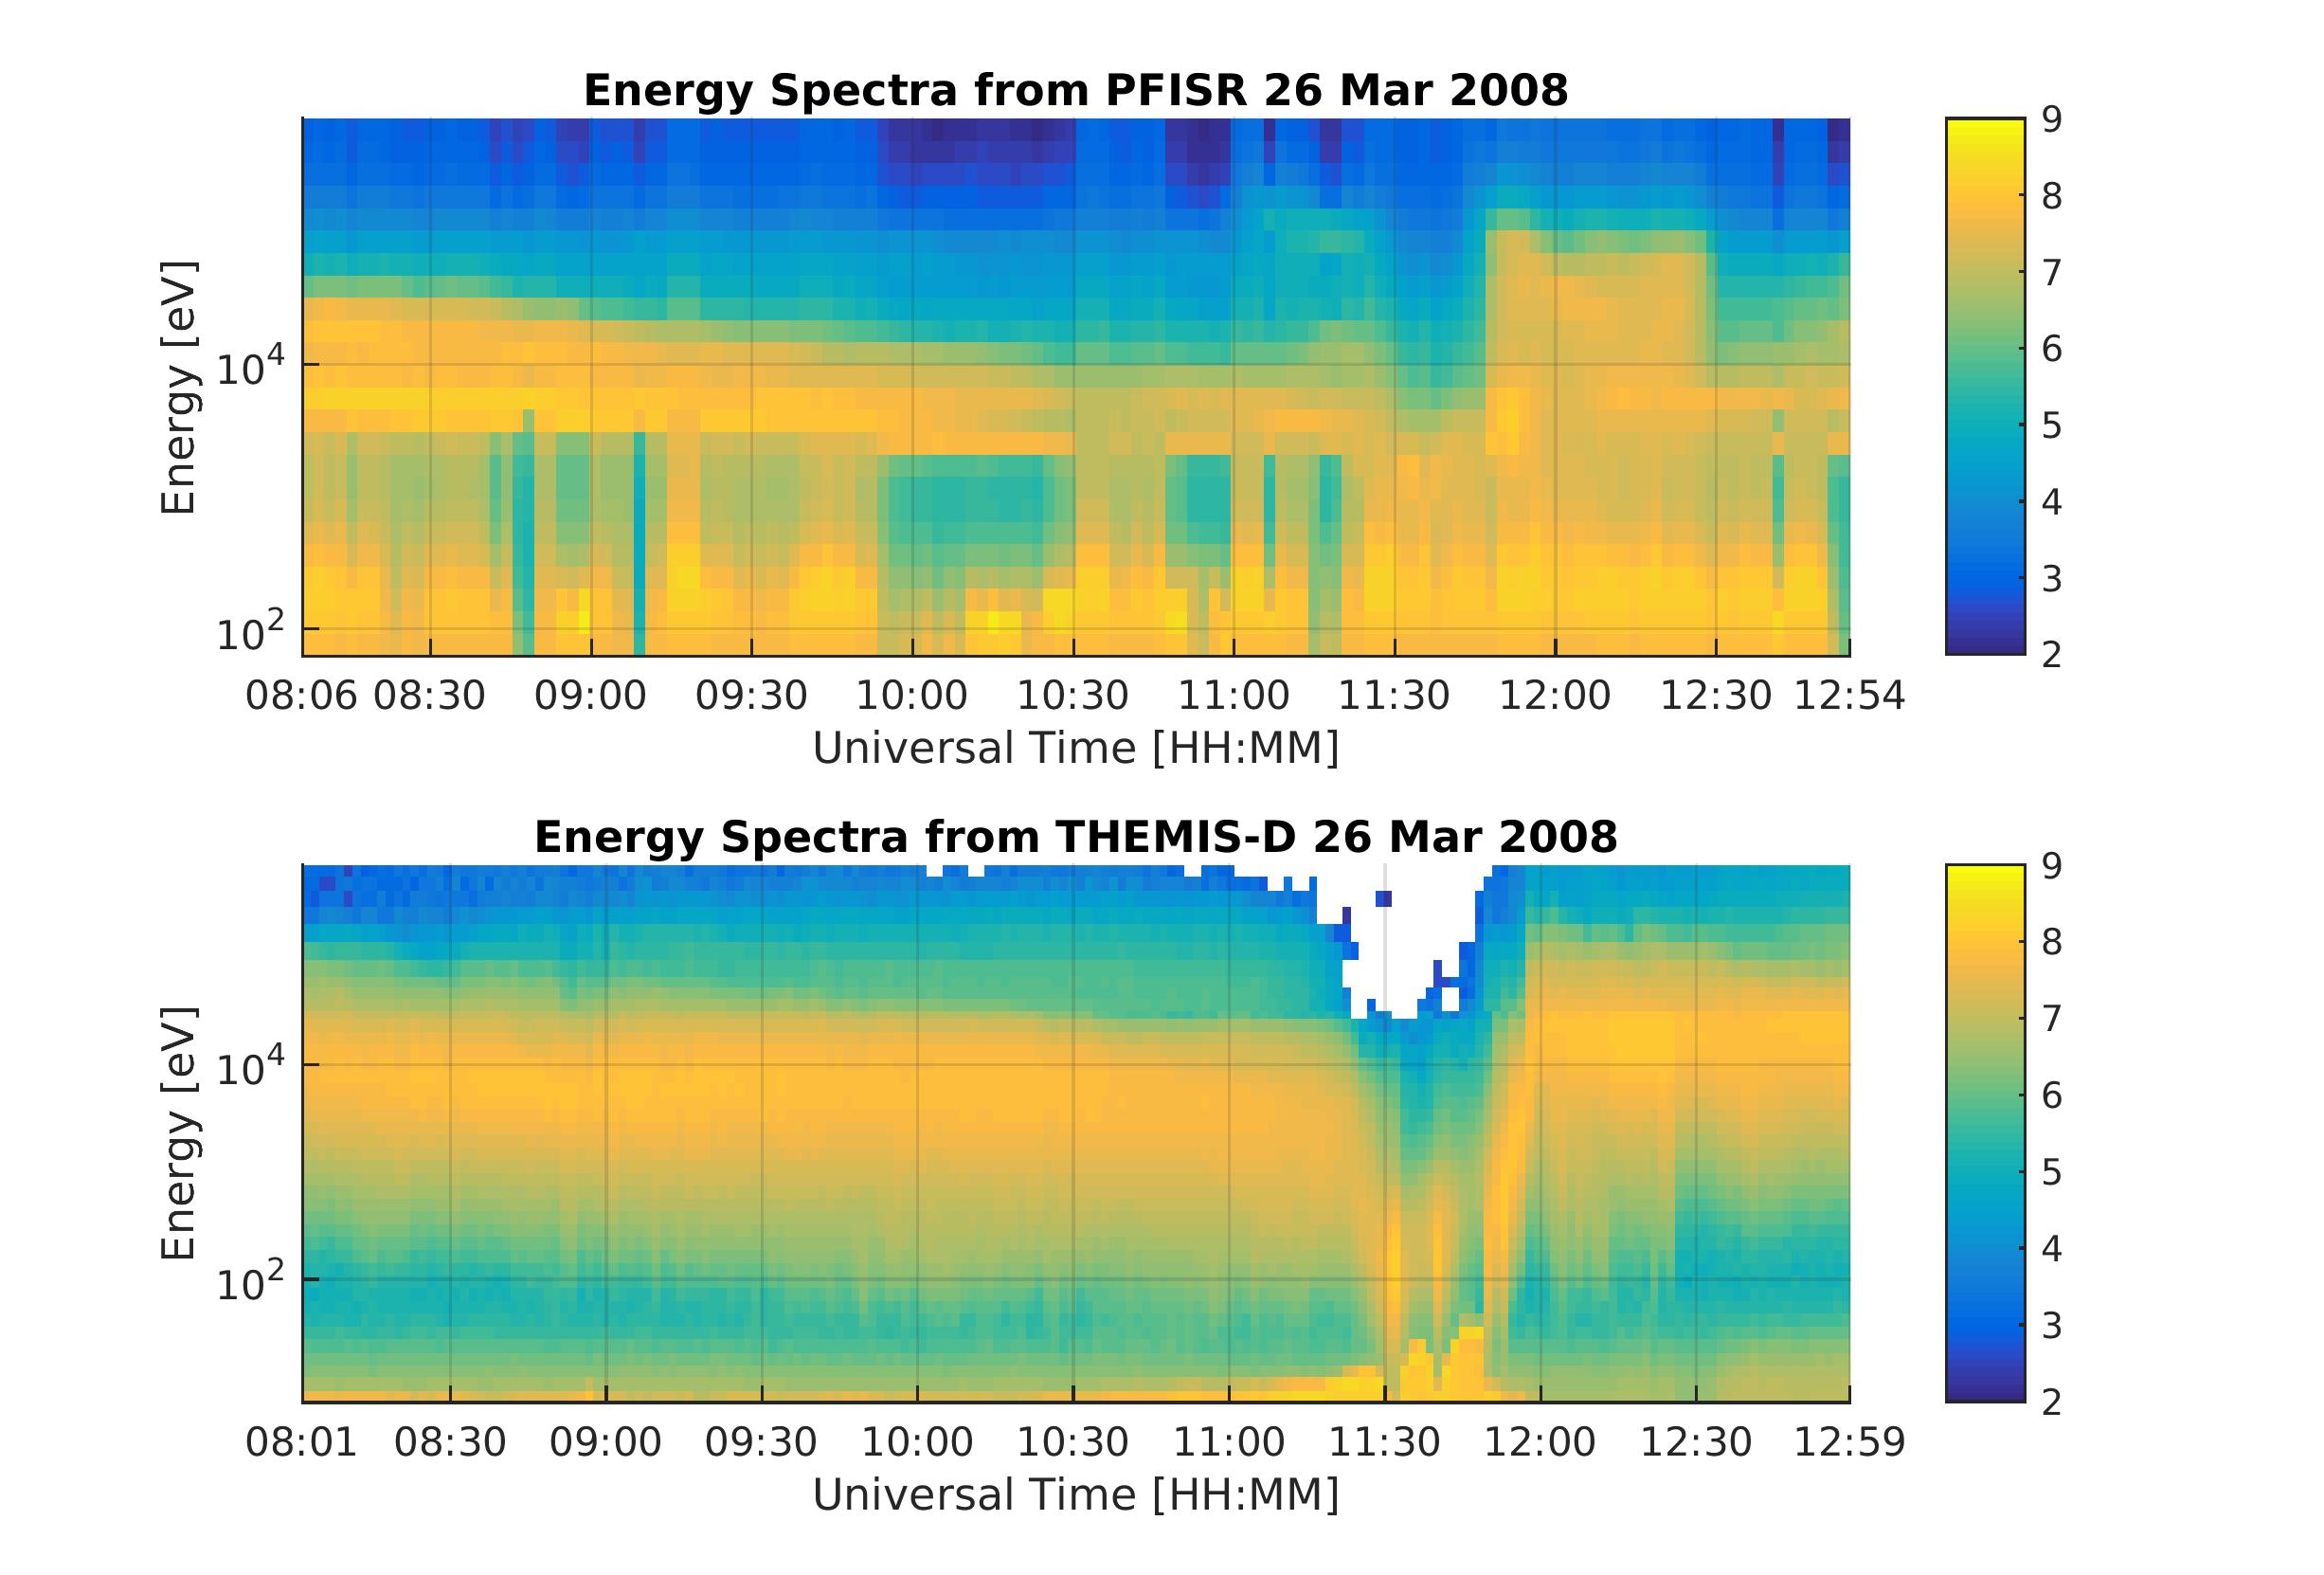 Energy Spectra from PFISR 26 Mar 2008
Energy [eV]
10^4
10^2
08:06 08:30 09:00 09:30 10:00 10:30 11:00 11:30 12:00 12:30 12:54
Universal Time [HH:MM]
9
8
7
6
5
4
3
2
Energy Spectra from THEMIS-D 26 Mar 2008
Energy [eV]
10^4
10^2
08:01 08:30 09:00 09:30 10:00 10:30 11:00 11:30 12:00 12:30 12:59
Universal Time [HH:MM]
9
8
7
6
5
4
3
2